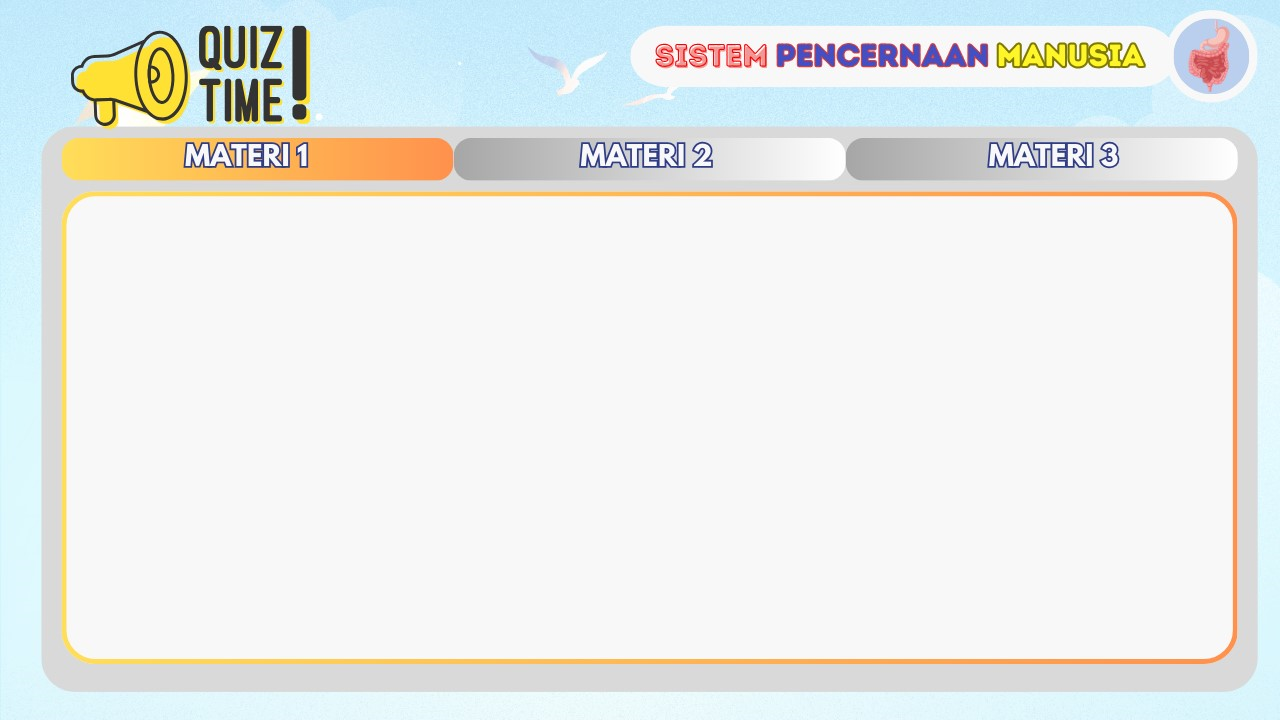 QUIZ
TIME!
SISTEM PENCERNAAN MANUSIA
MATERI 1
MATERI 2
MATERI 3